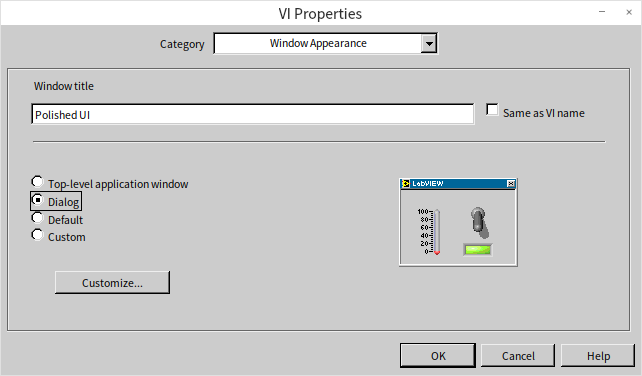 VI Properties
Category
Window Appearance
Window title
Polished UI
Same as VI name
Top-level application window
Dialog
Default
Custom
Customize...
LabVIEW
100
80
60
40
20
0
OK
Cancel
Help